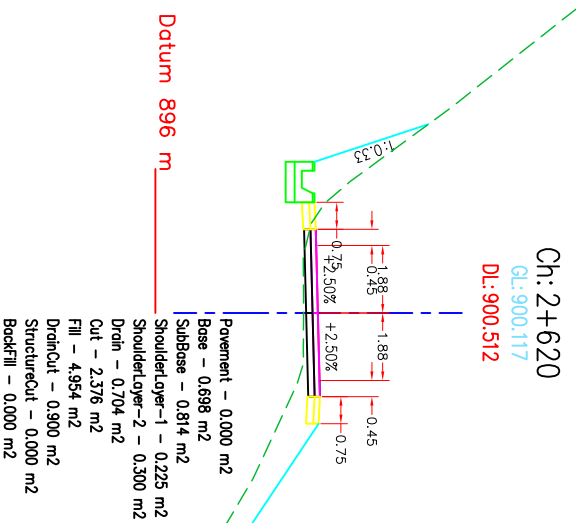 Ch: 2+620
GL: 900.117
DL: 900.512
1:0.33
0.75
0.45
1.88
1.88
0.45
0.75
+2.50%
+2.50%
Datum 896 m
Pavement - 0.000 m2
Base - 0.698 m2
SubBase - 0.814 m2
ShoulderLayer-1 - 0.225 m2
ShoulderLayer-2 - 0.300 m2
Drain - 0.704 m2
Cut - 2.376 m2
Fill - 4.954 m2
DrainCut - 0.900 m2
StructureCut - 0.000 m2
BackFill - 0.000 m2